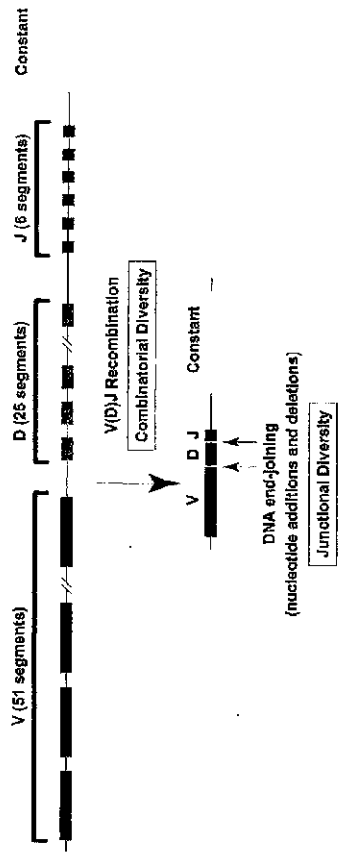 V (51 segments)
D (25 segments)
J (6 segments)
Constant
V(D)J Recombination
Combinatorial Diversity
V
D J
Constant
DNA end-joining
(nucleotide additions and deletions)
Junctional Diversity